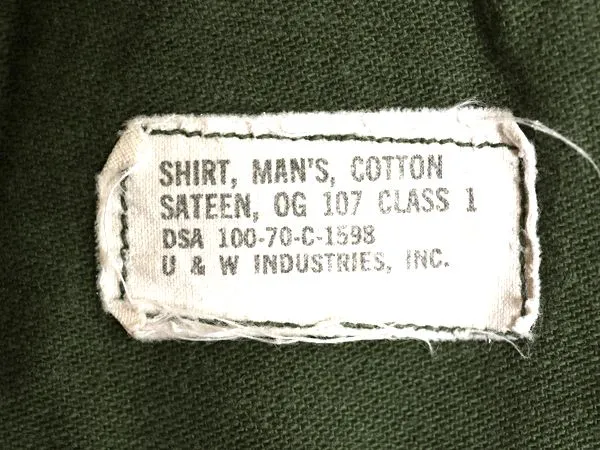 SHIRT, MAN'S, COTTON
SATEEN, OG 107 CLASS 1
DSA 100-70-C-1598
U & W INDUSTRIES, INC.